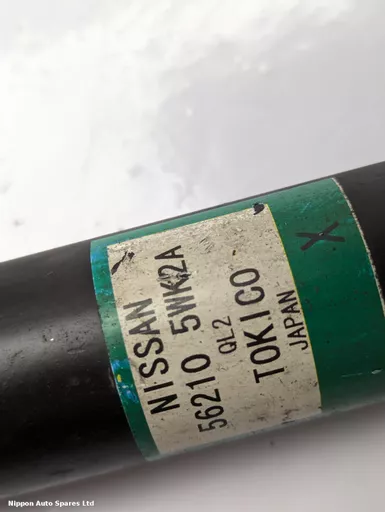 NISSAN
56210 5WK2A
QL2
TOKICO
JAPAN
X
Nippon Auto Spares Ltd